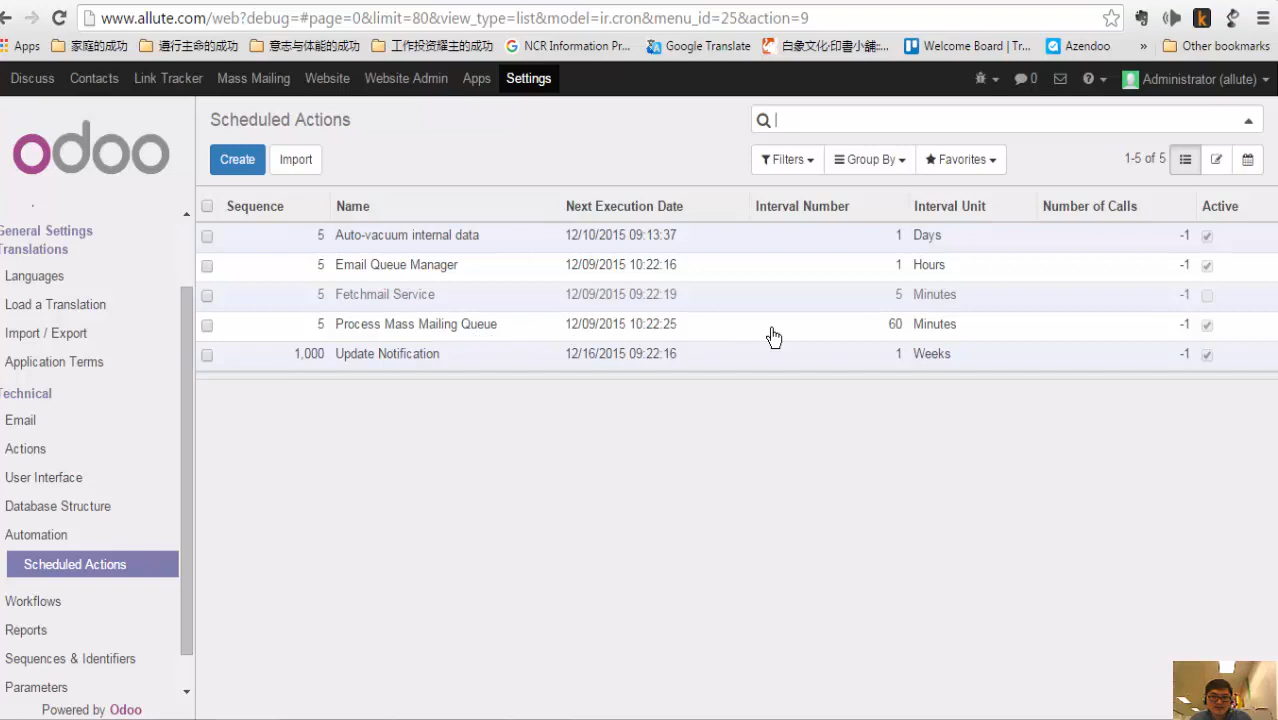 www.allute.com/web?debug=#page=0&limit=80&view_type=list&model=ir.cron&menu_id=25&action=9
Apps 家庭的成功 遵行主命的成功 意志与体能的成功 工作投資權主的成功 NCR Information Pr... Google Translate 白象文化·印書小舖:... Welcome Board | Tr... Azendoo » Other bookmarks
Discuss Contacts Link Tracker Mass Mailing Website Website Admin Apps Settings 0 Administrator (allute)
odoo
General Settings
Translations
Languages
Load a Translation
Import / Export
Application Terms
Technical
Email
Actions
User Interface
Database Structure
Automation
Scheduled Actions
Workflows
Reports
Sequences & Identifiers
Parameters
Powered by Odoo
Scheduled Actions
Create Import Filters Group By Favorites 1-5 of 5
Sequence Name Next Execution Date Interval Number Interval Unit Number of Calls Active
5 Auto-vacuum internal data 12/10/2015 09:13:37 1 Days -1
5 Email Queue Manager 12/09/2015 10:22:16 1 Hours -1
5 Fetchmail Service 12/09/2015 09:22:19 5 Minutes -1
5 Process Mass Mailing Queue 12/09/2015 10:22:25 60 Minutes -1
1,000 Update Notification 12/16/2015 09:22:16 1 Weeks -1